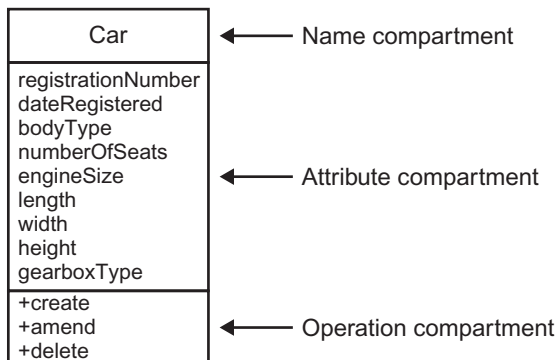 Car
Name compartment
registrationNumber
dateRegistered
bodyType
numberOfSeats
engineSize
length
width
height
gearboxType
Attribute compartment
+create
+amend
+delete
Operation compartment